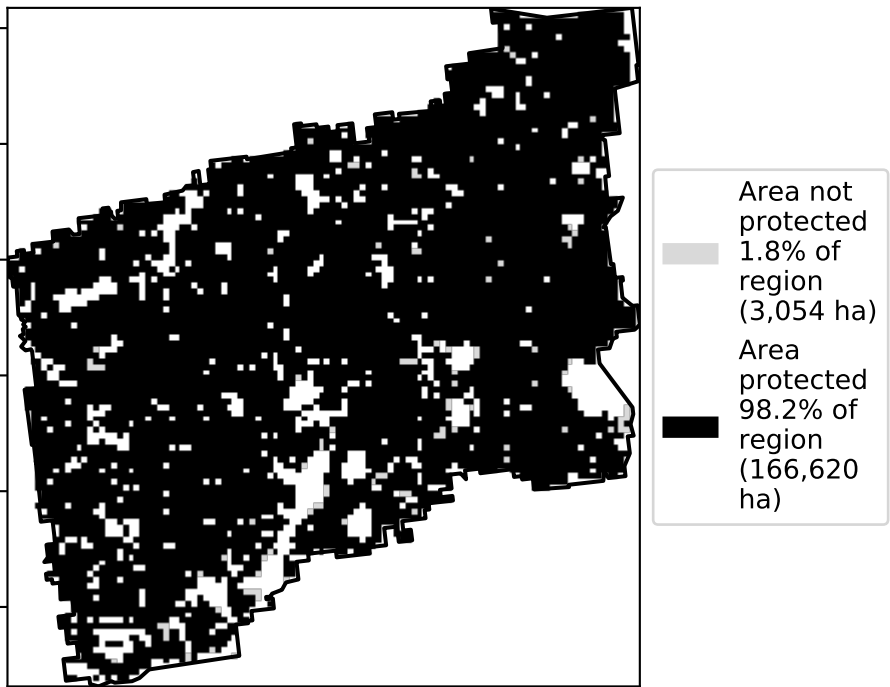 Area not
protected
1.8% of
region
(3,054 ha)
Area
protected
98.2% of
region
(166,620
ha)